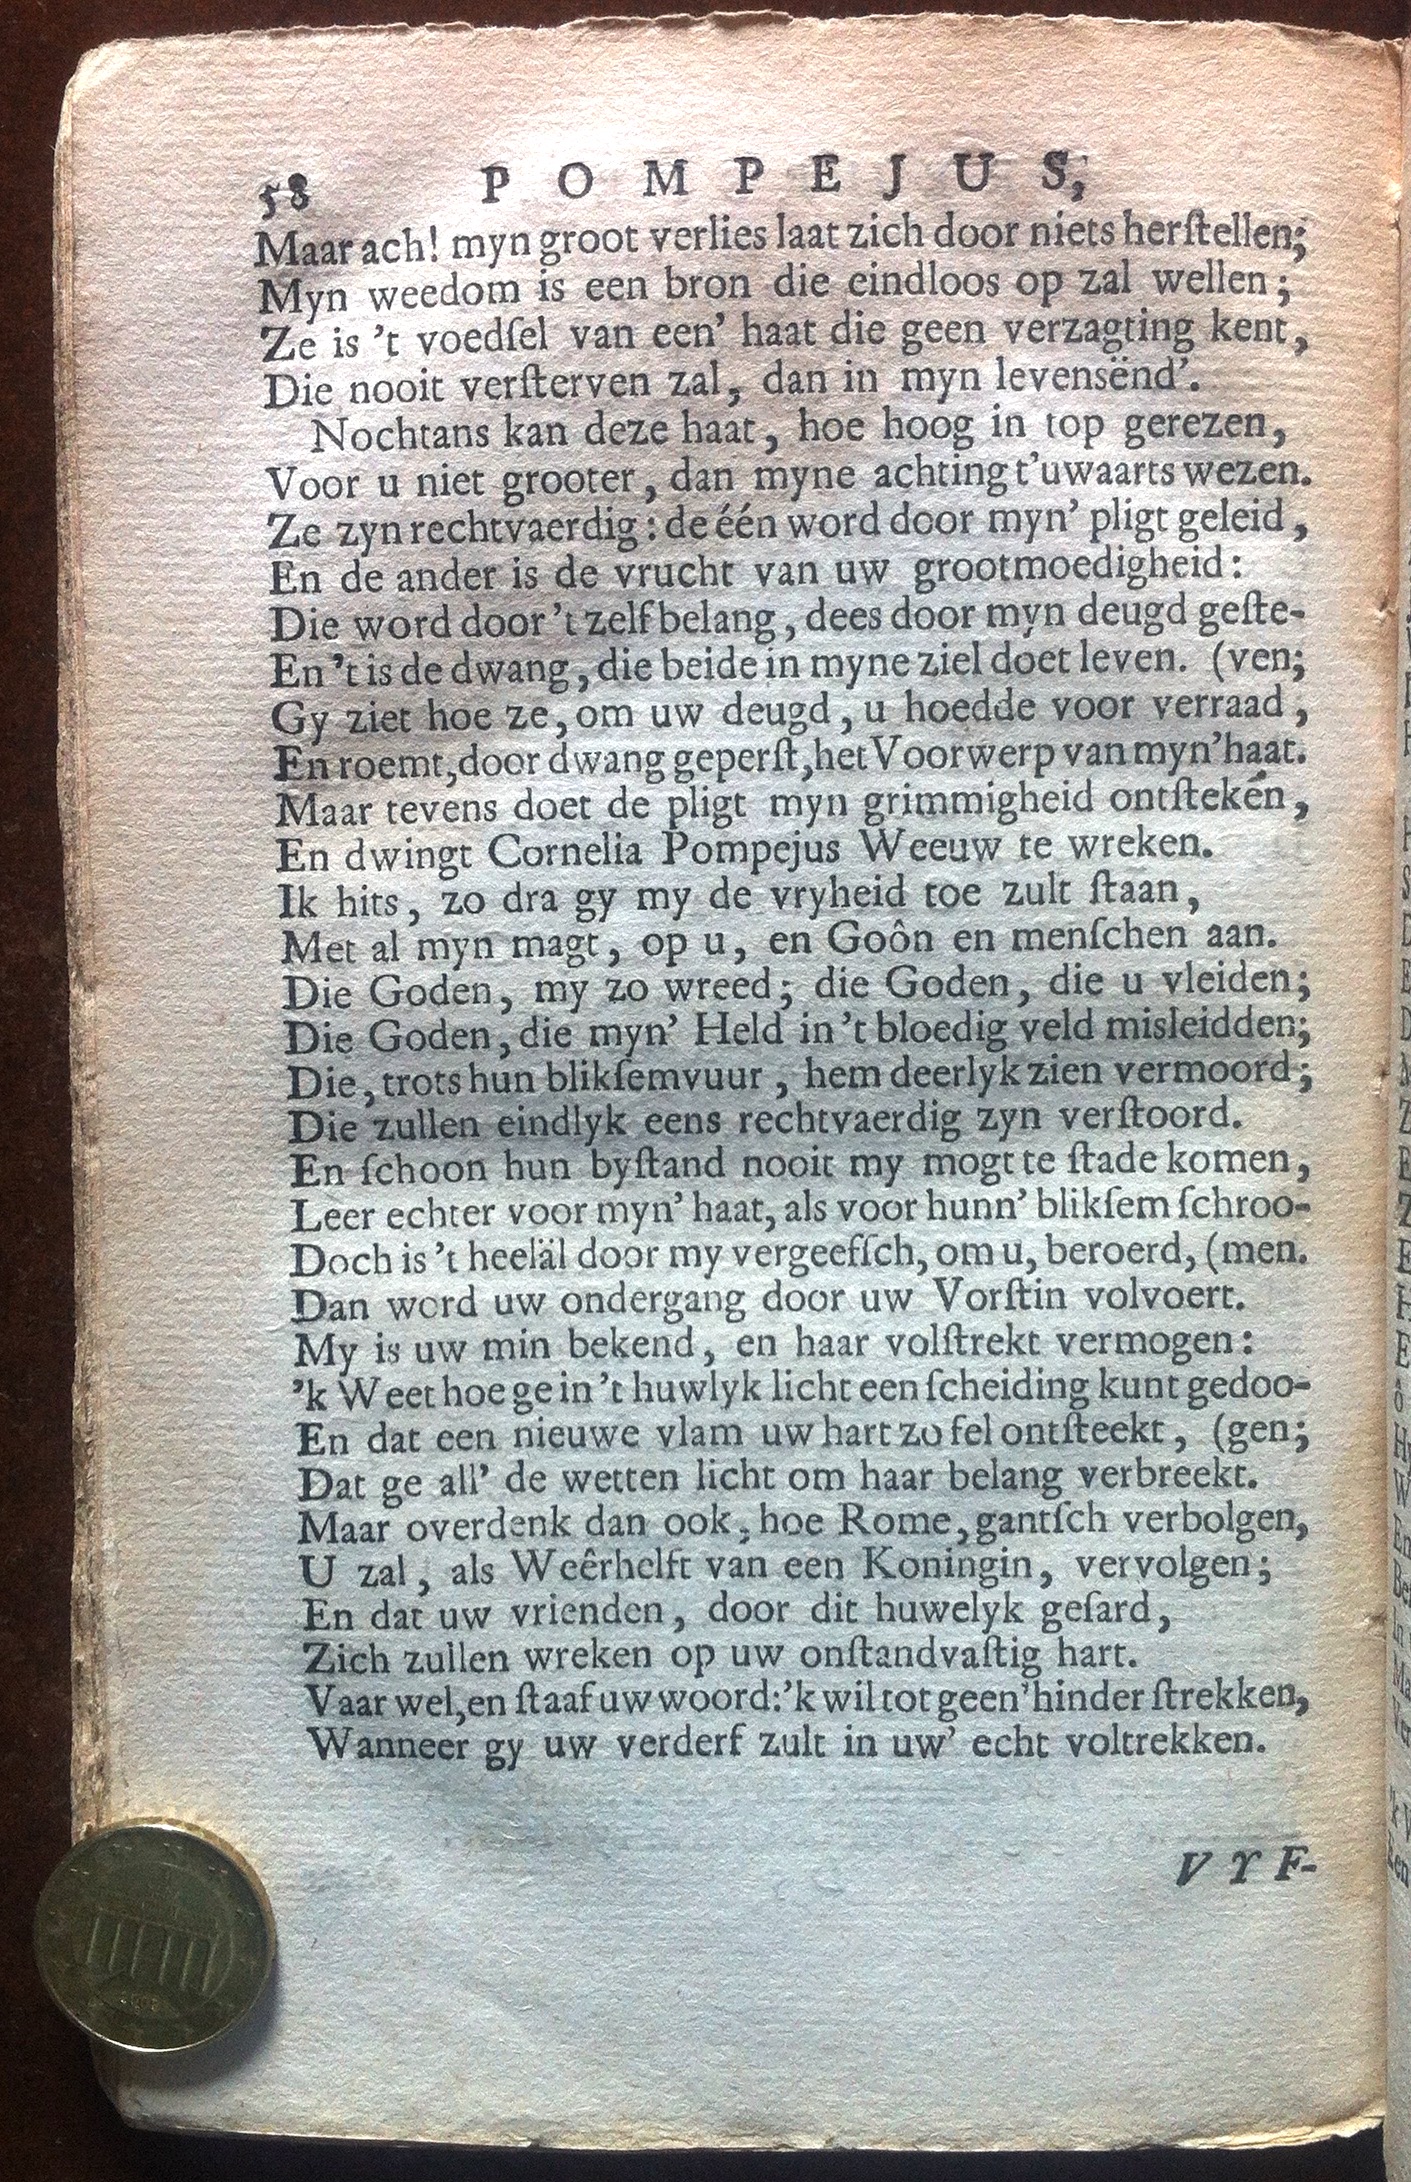 58 POMPEJUS,
Maar ach! myn groot verlies laat zich door niets herſtellen;
Myn weedom is een bron die eindloos op zal wellen;
Ze is 't voedſel van een' haat die geen verzagting kent,
Die nooit verſterven zal, dan in myn levensënd'.
Nochtans kan deze haat, hoe hoog in top gerezen,
Voor u niet grooter, dan myne achting t'uwaarts wezen.
Ze zyn rechtvaerdig: de één word door myn' pligt geleid,
En de ander is de vrucht van uw grootmoedigheid:
Die word door 't zelfbelang, dees door myn deugd geſte-
En 't is de dwang, die beide in myne ziel doet leven. (ven;
Gy ziet hoe ze, om uw deugd, u hoedde voor verraad,
En roemt, door dwang geperſt, het Voorwerp van myn' haat.
Maar tevens doet de pligt myn grimmigheid ontſteken,
En dwingt Cornelia Pompejus Weeuw te wreken.
Ik hits, zo dra gy my de vryheid toe zult ſtaan,
Met al myn magt, op u, en Goôn en menſchen aan.
Die Goden, my zo wreed; die Goden, die u vleiden;
Die Goden, die myn' Held in 't bloedig veld misleidden;
Die, trots hun blikſemvuur, hem deerlyk zien vermoord;
Die zullen eindlyk eens rechtvaerdig zyn verſtoord.
En ſchoon hun byſtand nooit my mogt te ſtade komen,
Leer echter voor myn' haat, als voor hunn' blikſem ſchroo-
Doch is 't heeläl door my vergeefſch, om u, beroerd, (men.
Dan word uw ondergang door uw Vorſtin volvoert.
My is uw min bekend, en haar volſtrekt vermogen:
'k Weet hoe ge in 't huwlyk licht een ſcheiding kunt gedoo-
En dat een nieuwe vlam uw hart zo fel ontſteekt, (gen;
Dat ge all' de wetten licht om haar belang verbreekt.
Maar overdenk dan ook, hoe Rome, gantſch verbolgen,
U zal, als Weêrhelft van een Koningin, vervolgen;
En dat uw vrienden, door dit huwelyk geſard,
Zich zullen wreken op uw onſtandvaſtig hart.
Vaar wel, en ſtaaf uw woord: 'k wil tot geen' hinder ſtrekken,
Wanneer gy uw verderf zult in uw' echt voltrekken.
VYF-